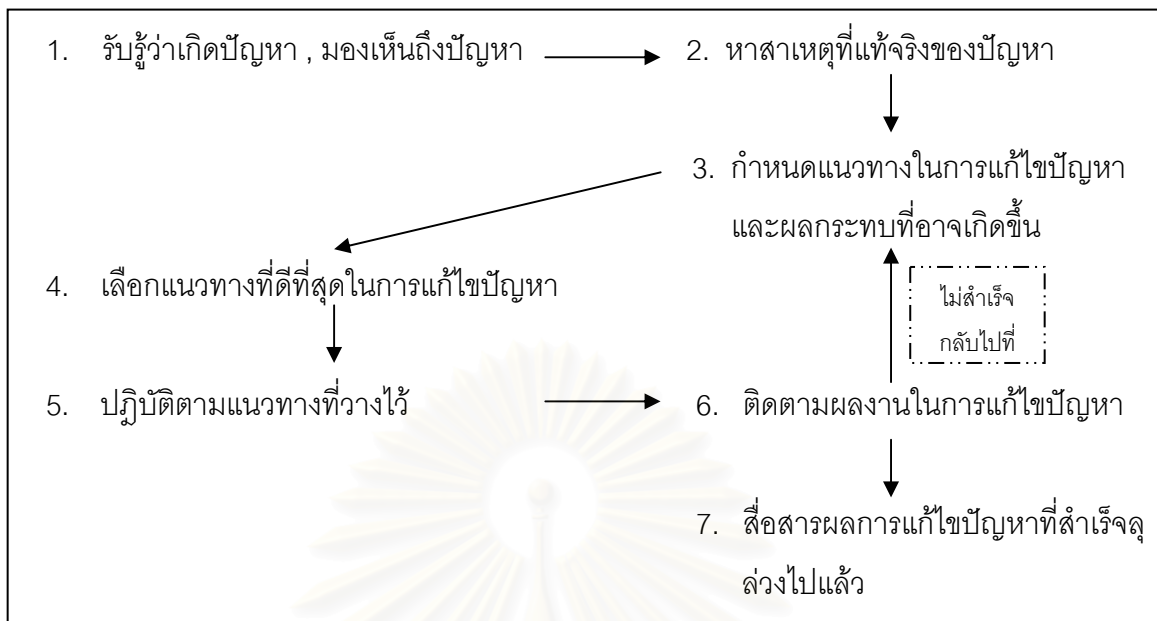 1. รับรู้ว่าเกิดปัญหา , มองเห็นถึงปัญหา
2. หาสาเหตุที่แท้จริงของปัญหา
3. กำหนดแนวทางในการแก้ไขปัญหา
และผลกระทบที่อาจเกิดขึ้น
4. เลือกแนวทางที่ดีที่สุดในการแก้ไขปัญหา
ไม่สำเร็จ
กลับไปที่
5. ปฏิบัติตามแนวทางที่วางไว้
6. ติดตามผลงานในการแก้ไขปัญหา
7. สื่อสารผลการแก้ไขปัญหาที่สำเร็จลุ
ล่วงไปแล้ว